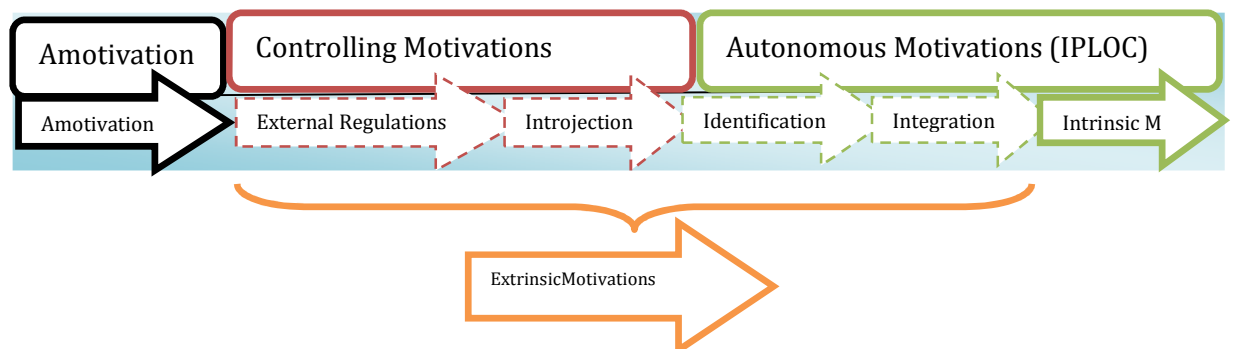 Amotivation
Controlling Motivations
Autonomous Motivations (IPLOC)
Amotivation
External Regulations
Introjection
Identification
Integration
Intrinsic M
ExtrinsicMotivations